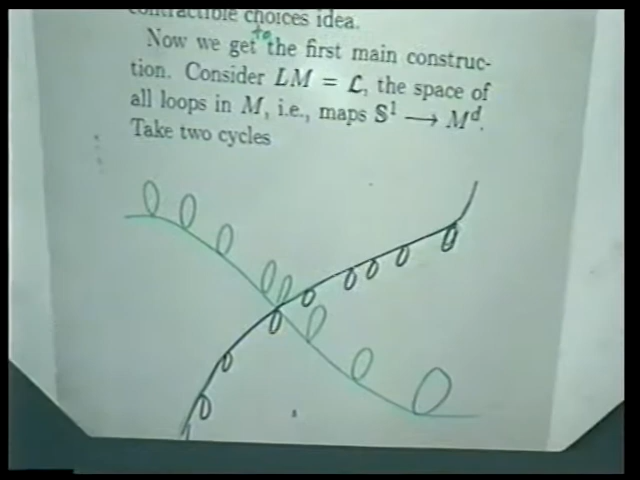 contractible choices idea.
Now we get to the first main construc-
tion. Consider LM = 𝓛, the space of
all loops in M, i.e., maps S¹ ⟶ Mᵈ.
Take two cycles